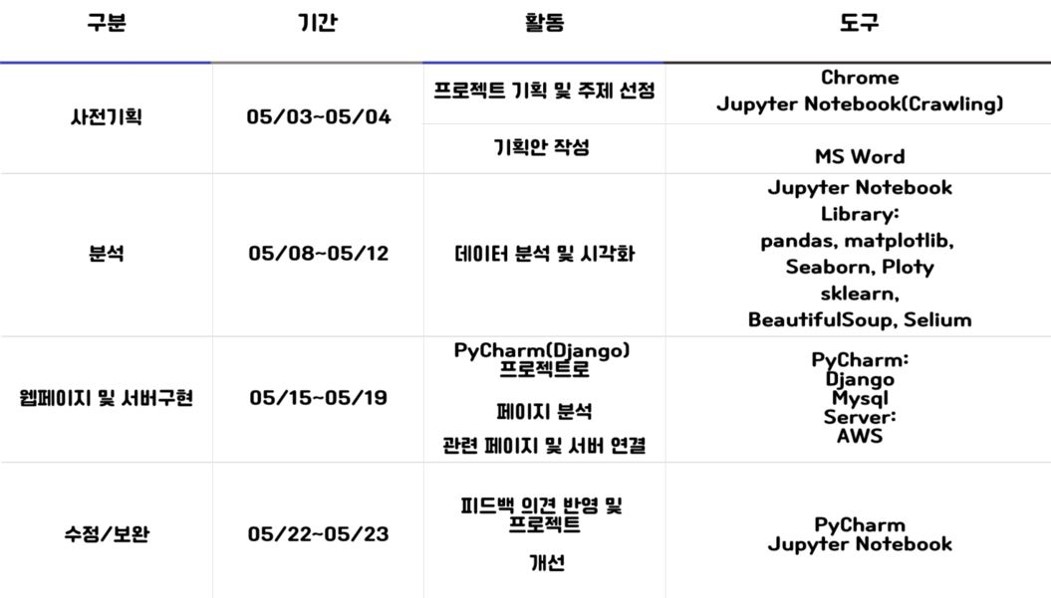 구분 기간 활동 도구
사전기획 05/03~05/04
프로젝트 기획 및 주제 선정
Chrome
Jupyter Notebook(Crawling)
기획안 작성
MS Word
분석 05/08~05/12 데이터 분석 및 시각화
Jupyter Notebook
Library:
pandas, matplotlib,
Seaborn, Ploty
sklearn,
BeautifulSoup, Selium
웹페이지 및 서버구현 05/15~05/19
PyCharm(Django)
프로젝트로
페이지 분석
관련 페이지 및 서버 연결
PyCharm:
Django
Mysql
Server:
AWS
수정/보완 05/22~05/23
피드백 의견 반영 및
프로젝트
개선
PyCharm
Jupyter Notebook